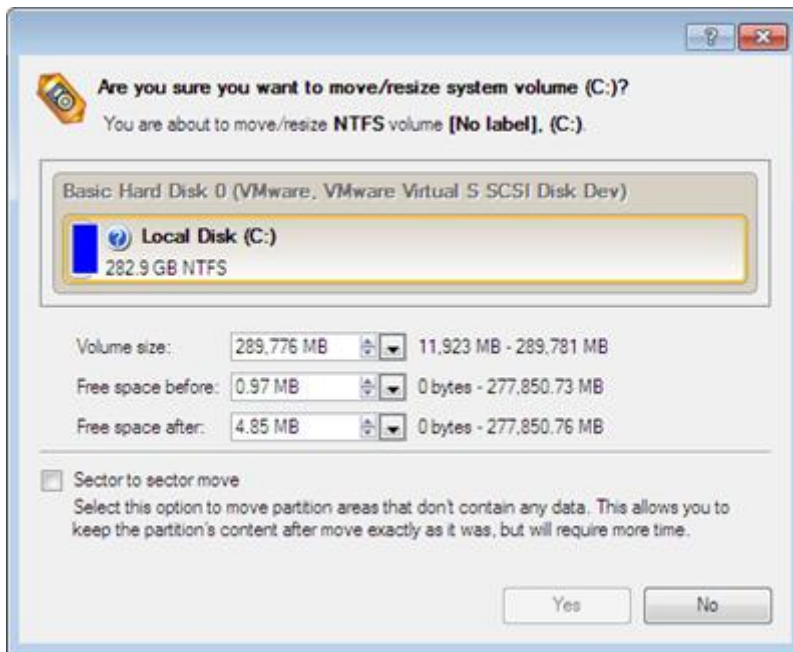 Are you sure you want to move/resize system volume (C:)?
You are about to move/resize NTFS volume [No label], (C:).
Basic Hard Disk 0 (VMware, VMware Virtual S SCSI Disk Dev)
Local Disk (C:)
282.9 GB NTFS
Volume size: 289,776 MB 11,923 MB - 289,781 MB
Free space before: 0.97 MB 0 bytes - 277,850.73 MB
Free space after: 4.85 MB 0 bytes - 277,850.76 MB
Sector to sector move
Select this option to move partition areas that don't contain any data. This allows you to
keep the partition's content after move exactly as it was, but will require more time.
Yes No